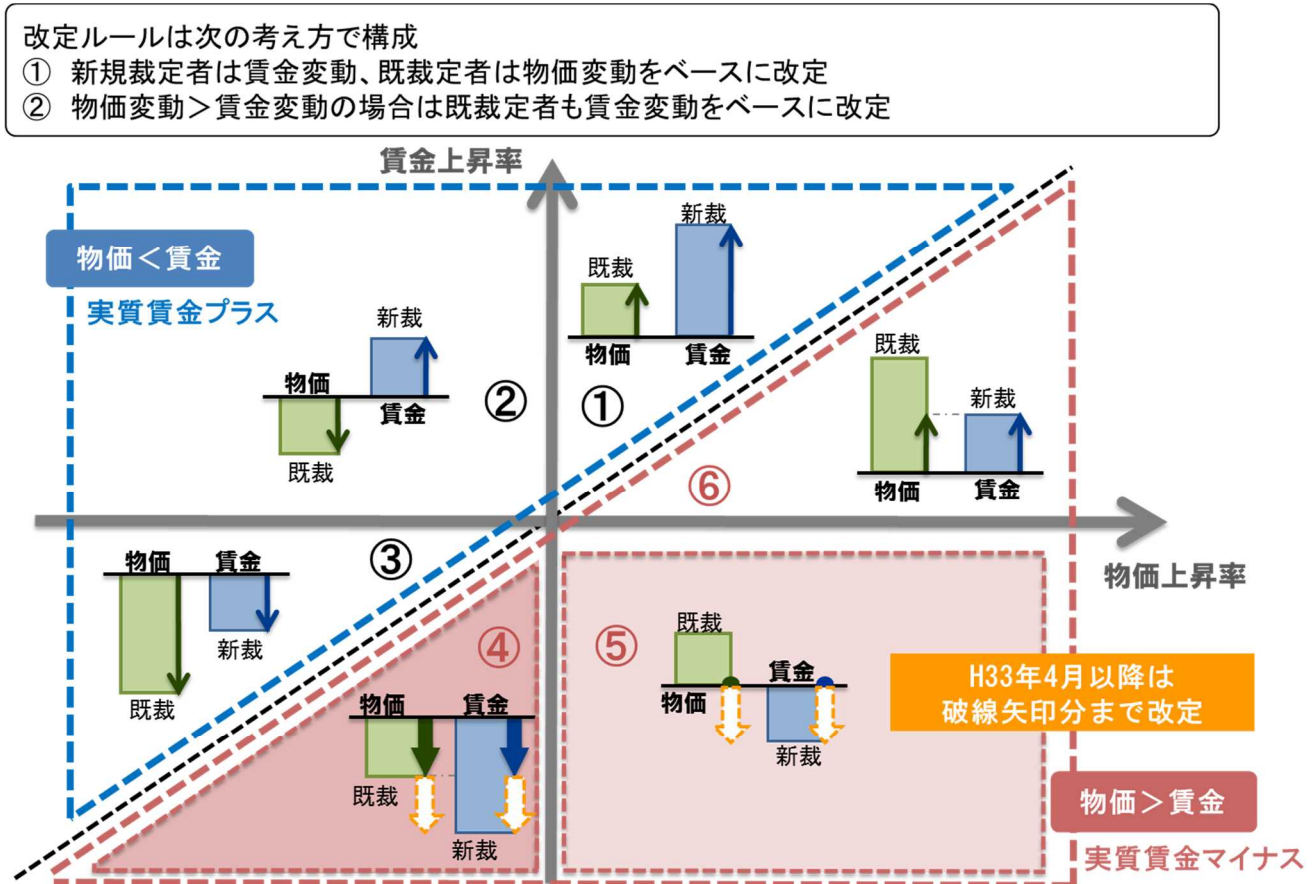 改定ルールは次の考え方で構成
① 新規裁定者は賃金変動、既裁定者は物価変動をベースに改定
② 物価変動＞賃金変動の場合は既裁定者も賃金変動をベースに改定
賃金上昇率
物価＜賃金
実質賃金プラス
新裁
既裁
物価 賃金
①
新裁
物価
賃金
既裁
②
既裁
新裁
物価 賃金
⑥
物価上昇率
③
物価 賃金
新裁
既裁
④
物価 賃金
既裁
新裁
⑤
既裁
賃金
物価
新裁
H33年4月以降は
破線矢印分まで改定
物価＞賃金
実質賃金マイナス